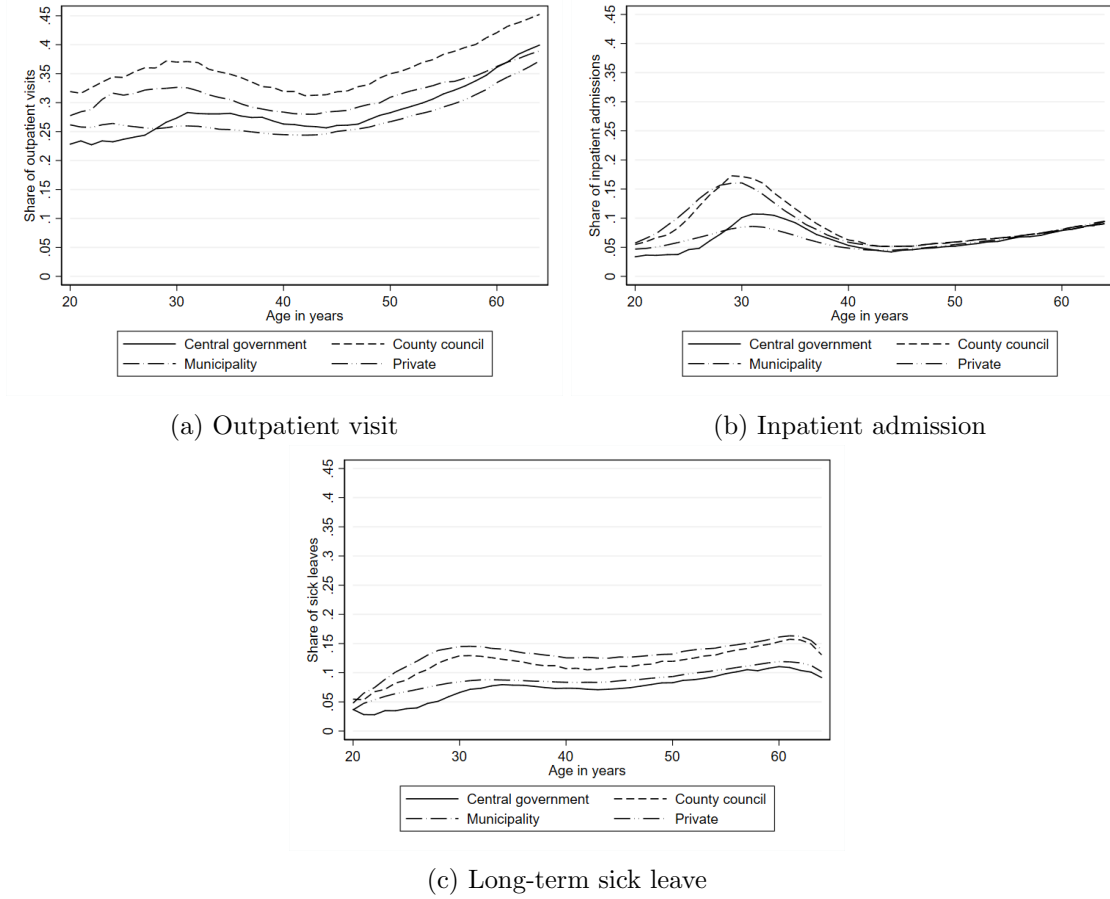 Share of outpatient visits
.45
.4
.35
.3
.25
.2
.15
.1
.05
0
20 30 40 50 60
Age in years
Central government County council
Municipality Private
(a) Outpatient visit
Share of inpatient admissions
.45
.4
.35
.3
.25
.2
.15
.1
.05
0
20 30 40 50 60
Age in years
Central government County council
Municipality Private
(b) Inpatient admission
Share of sick leaves
.45
.4
.35
.3
.25
.2
.15
.1
.05
0
20 30 40 50 60
Age in years
Central government County council
Municipality Private
(c) Long-term sick leave